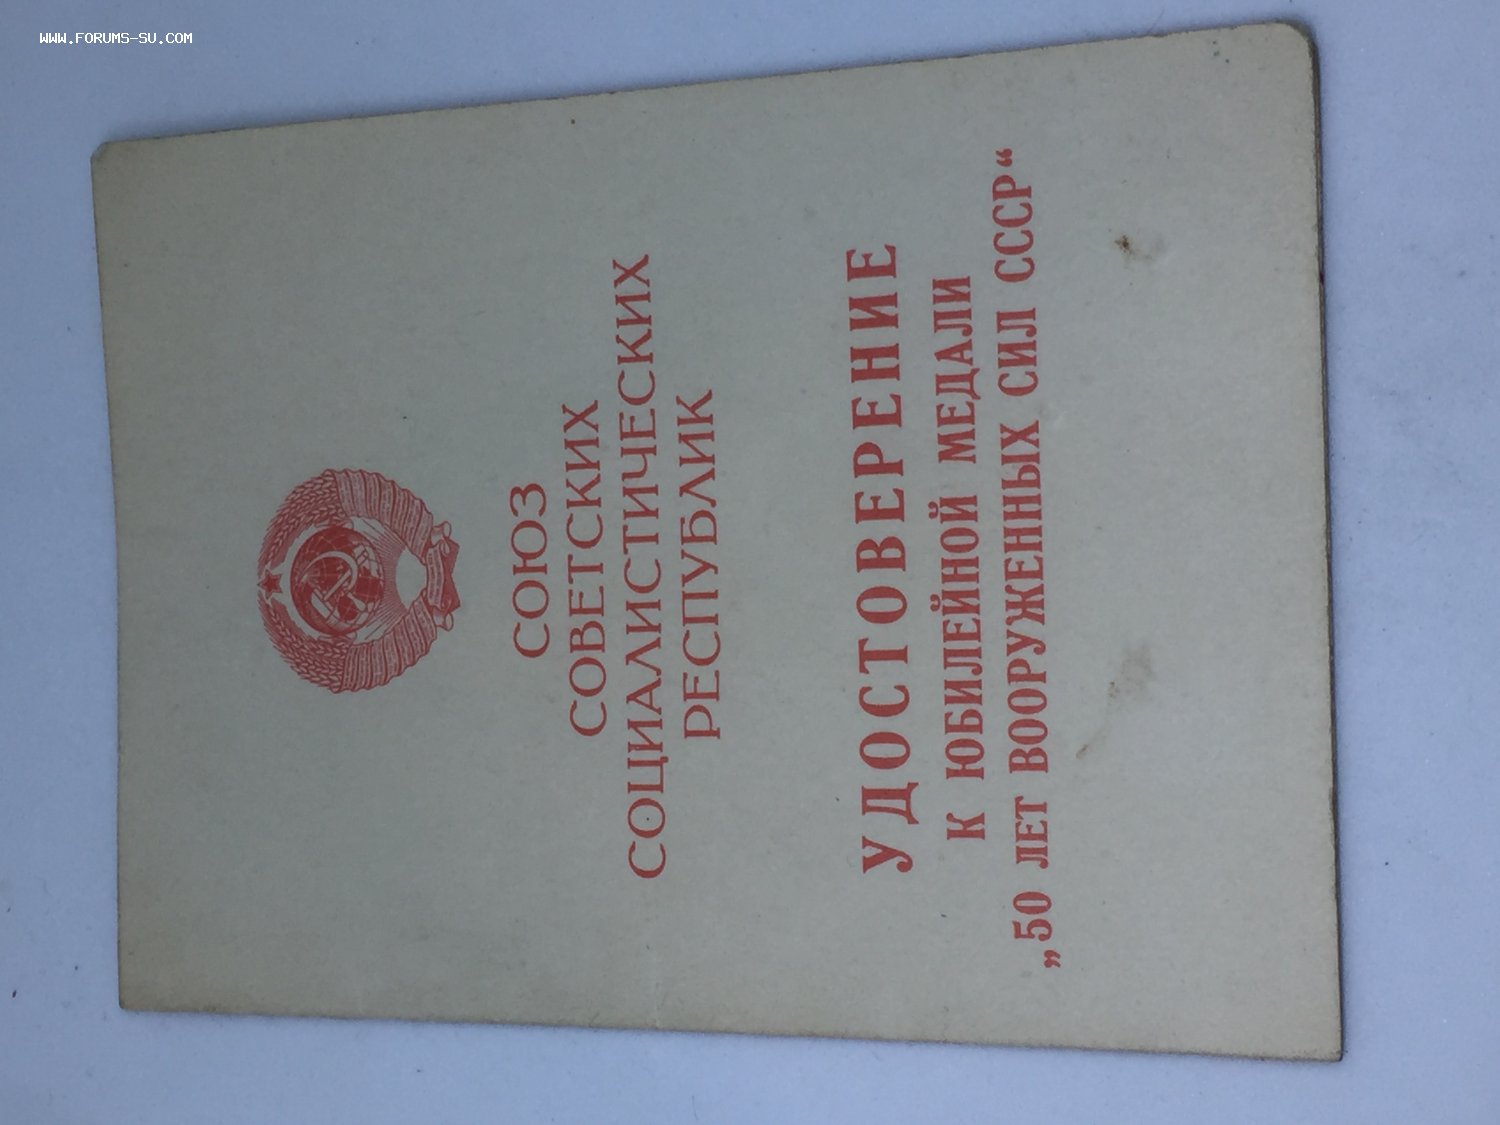 WWW.FORUMS-SU.COM
СОЮЗ
СОВЕТСКИХ
СОЦИАЛИСТИЧЕСКИХ
РЕСПУБЛИК
УДОСТОВЕРЕНИЕ
К ЮБИЛЕЙНОЙ МЕДАЛИ
„50 ЛЕТ ВООРУЖЕННЫХ СИЛ СССР“